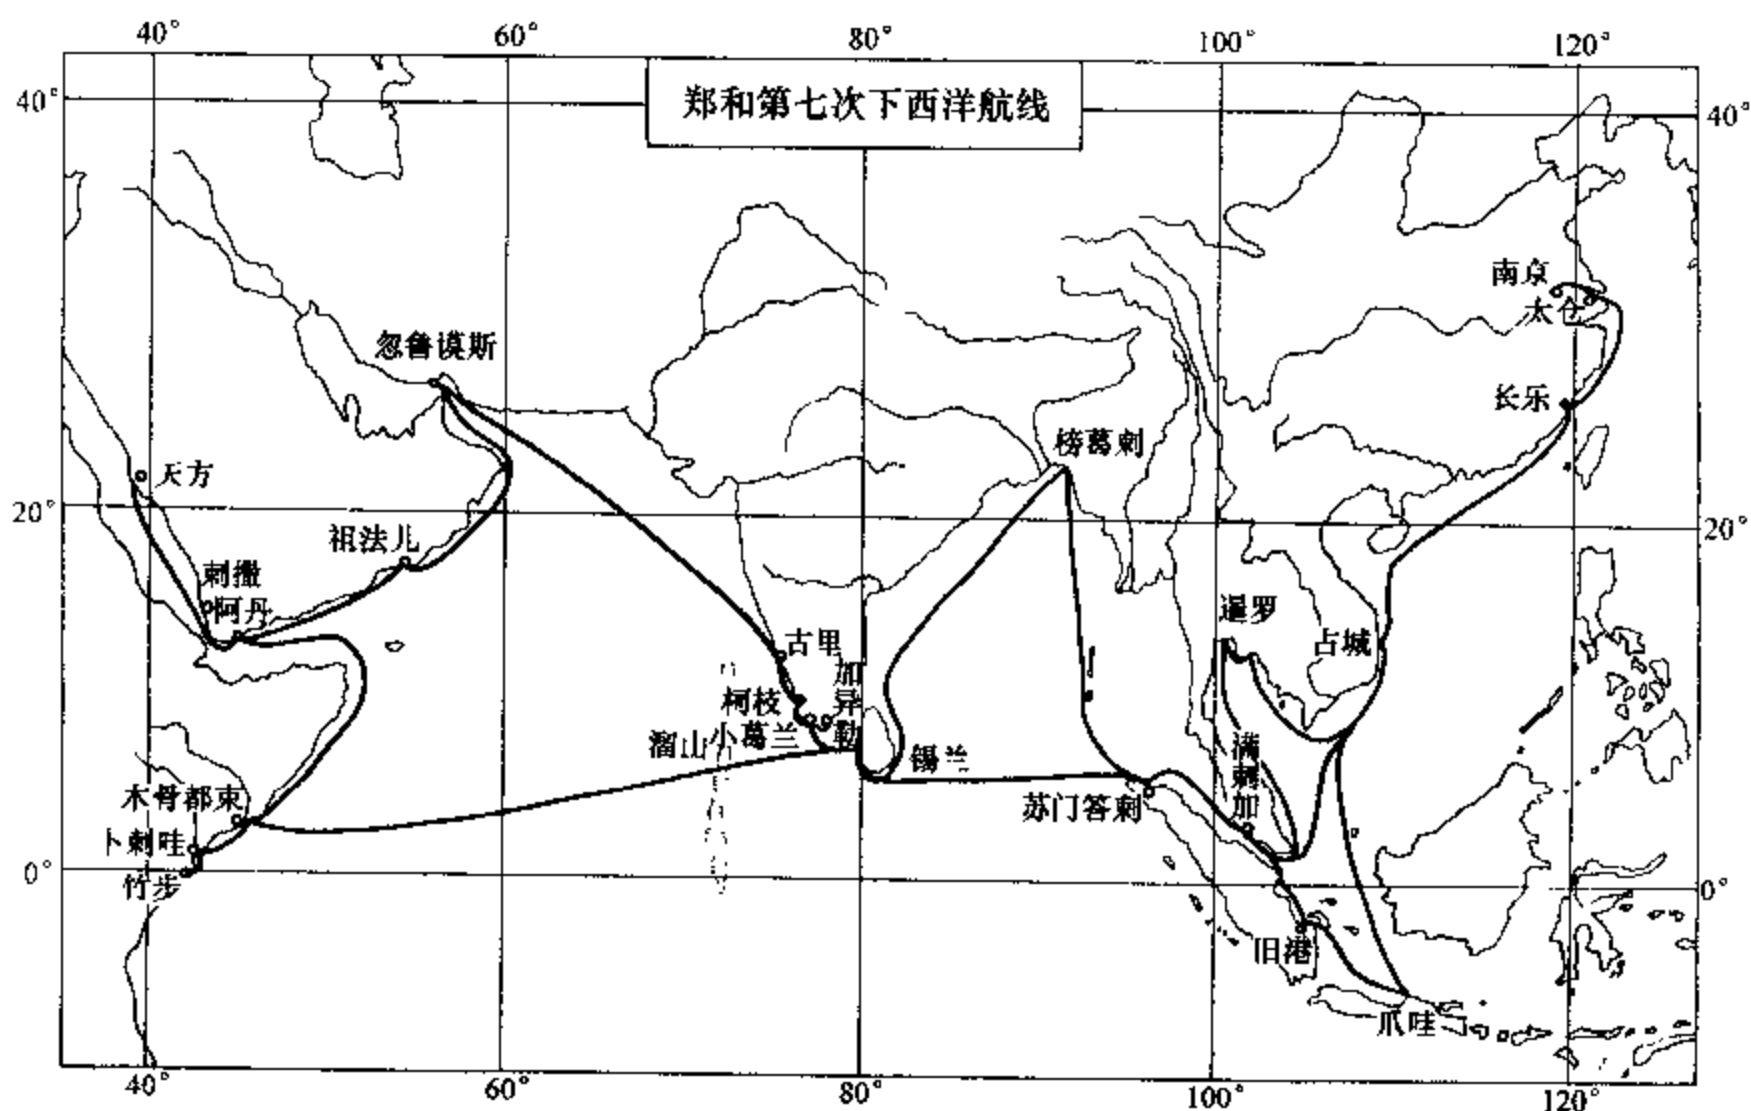 40°
60°
80°
100°
120°
郑和第七次下西洋航线
40°
40°
南京
太仓
忽鲁谟斯
长乐
榜葛剌
天方
20°
20°
祖法儿
刺撒
阿丹
暹罗
占城
古里
加异勒
柯枝
小葛兰
溜山
锡兰
满剌加
木骨都束
苏门答剌
卜剌哇
0°
0°
竹步
旧港
爪哇
40°
60°
80°
100°
120°